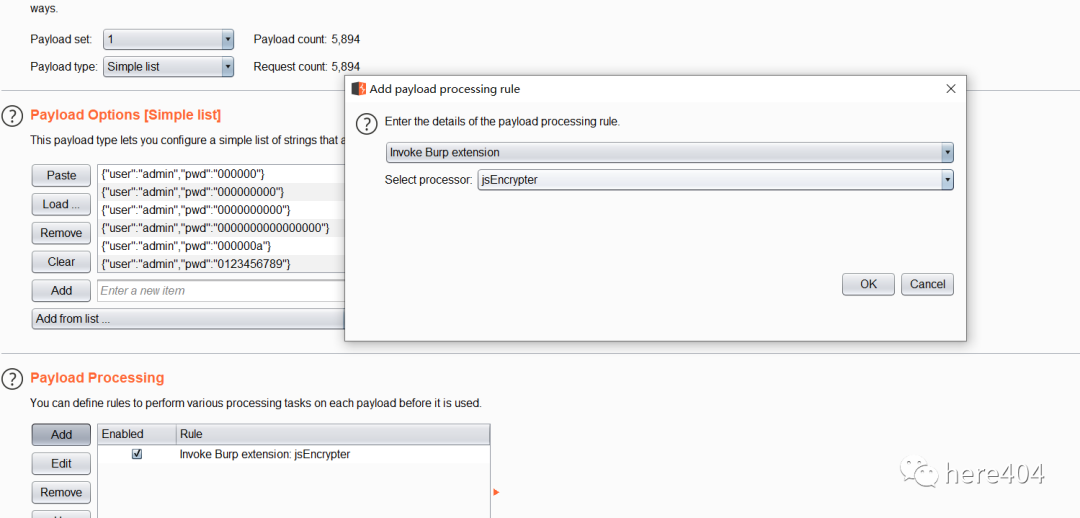 ways.
Payload set: 1 Payload count: 5,894
Payload type: Simple list Request count: 5,894
Add payload processing rule
Enter the details of the payload processing rule.
Invoke Burp extension
Select processor: jsEncrypter
OK Cancel
? Payload Options [Simple list]
This payload type lets you configure a simple list of strings that a
Paste
Load ...
Remove
Clear
{"user":"admin","pwd":"000000"}
{"user":"admin","pwd":"000000000"}
{"user":"admin","pwd":"0000000000"}
{"user":"admin","pwd":"0000000000000000"}
{"user":"admin","pwd":"000000a"}
{"user":"admin","pwd":"0123456789"}
Add Enter a new item
Add from list ...
? Payload Processing
You can define rules to perform various processing tasks on each payload before it is used.
Add
Edit
Remove
Enabled Rule
Invoke Burp extension: jsEncrypter
here404